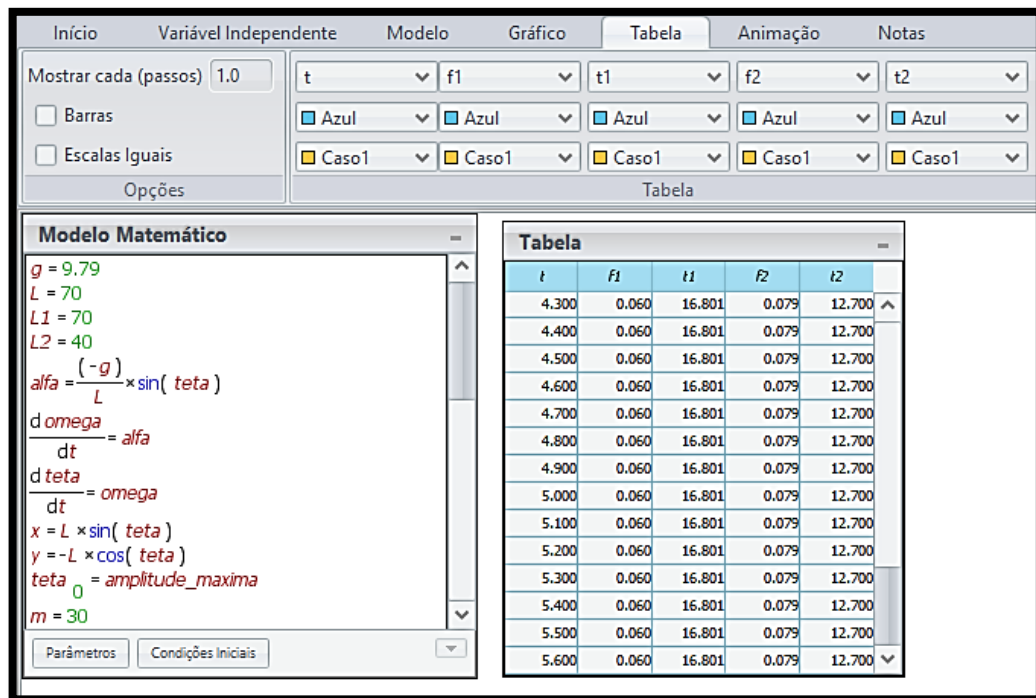 Início Variável Independente Modelo Gráfico Tabela Animação Notas
Mostrar cada (passos) 1.0
Barras
Escalas Iguais
Opções
t f1 t1 f2 t2
Azul Azul Azul Azul Azul
Caso1 Caso1 Caso1 Caso1 Caso1
Tabela
Modelo Matemático
g = 9.79
L = 70
L1 = 70
L2 = 40
alfa = (-g) / L × sin( teta )
d omega / dt = alfa
d teta / dt = omega
x = L × sin( teta )
y = -L × cos( teta )
teta 0 = amplitude_maxima
m = 30
Parâmetros Condições Iniciais
Tabela
t f1 t1 f2 t2
4.300 0.060 16.801 0.079 12.700
4.400 0.060 16.801 0.079 12.700
4.500 0.060 16.801 0.079 12.700
4.600 0.060 16.801 0.079 12.700
4.700 0.060 16.801 0.079 12.700
4.800 0.060 16.801 0.079 12.700
4.900 0.060 16.801 0.079 12.700
5.000 0.060 16.801 0.079 12.700
5.100 0.060 16.801 0.079 12.700
5.200 0.060 16.801 0.079 12.700
5.300 0.060 16.801 0.079 12.700
5.400 0.060 16.801 0.079 12.700
5.500 0.060 16.801 0.079 12.700
5.600 0.060 16.801 0.079 12.700